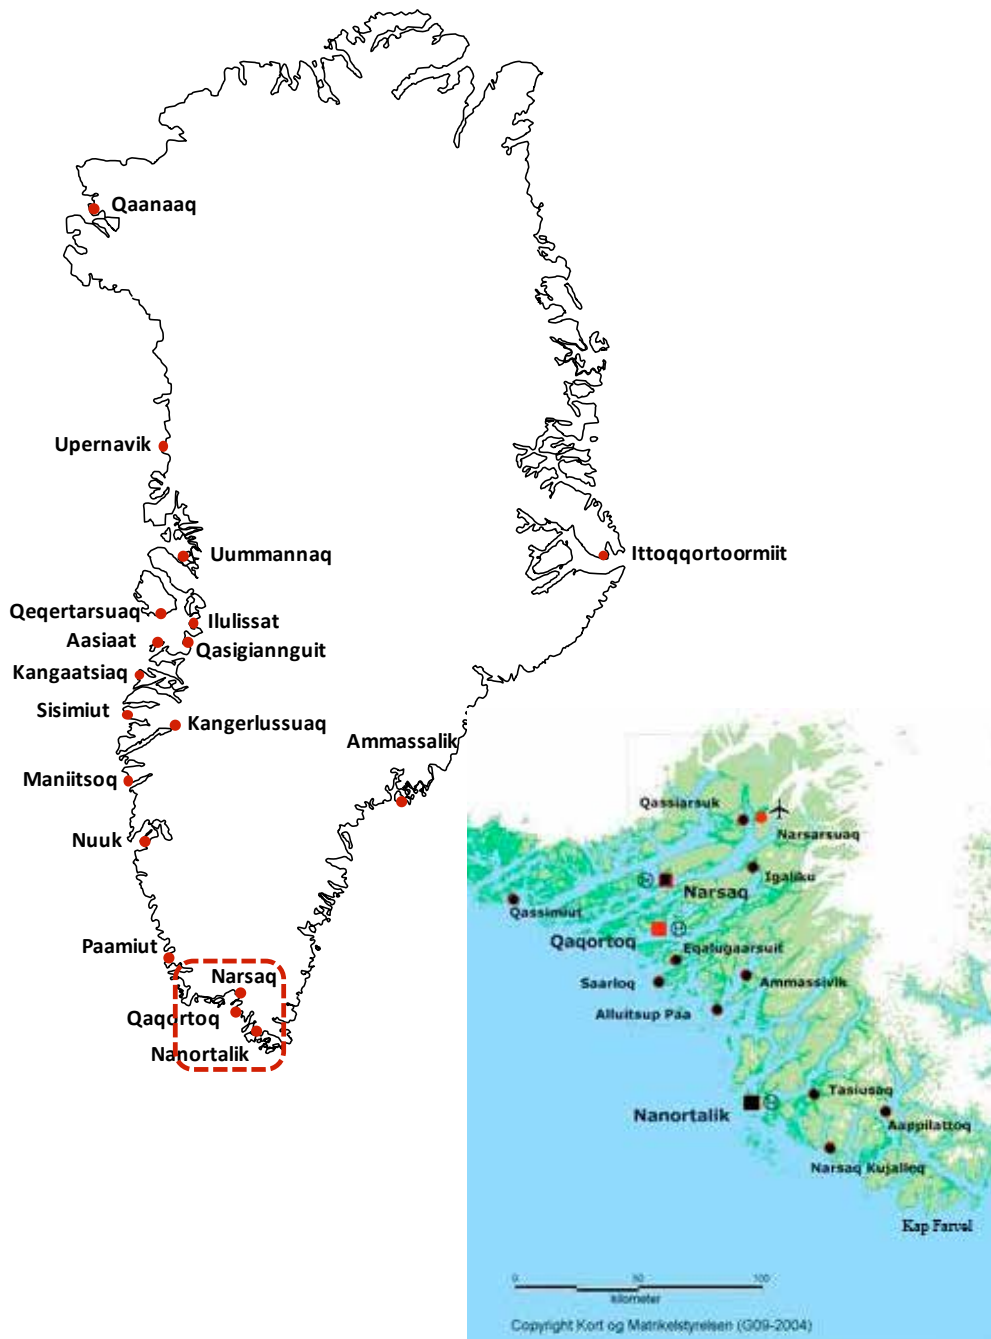 Qaanaaq
Upernavik
Uummannaq
Ittoqqortoormiit
Qeqertarsuaq
Ilulissat
Aasiaat
Qasigiannguit
Kangaatsiaq
Sisimiut
Kangerlussuaq
Ammassalik
Maniitsoq
Nuuk
Paamiut
Narsaq
Qaqortoq
Nanortalik
Qassiarsuk
Narsarsuaq
Igaliku
Narsaq
Qassimiut
Qaqortoq
Eqalugaarsuit
Saarloq
Ammassivik
Alluitsup Paa
Tasiusaq
Nanortalik
Aappilattoq
Narsaq Kujalleq
Kap Farvel
0 50 100
kilometer
Copyright Kort og Matrikelstyrelsen (G09-2004)